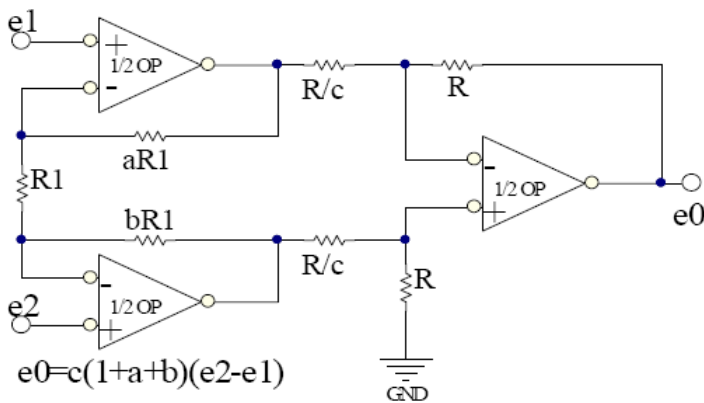 e1
+
1/2 OP
-
R/c
R
aR1
R1
-
1/2 OP
+
e0
bR1
R/c
R
-
1/2 OP
+
e2
e0=c(1+a+b)(e2-e1)
GND